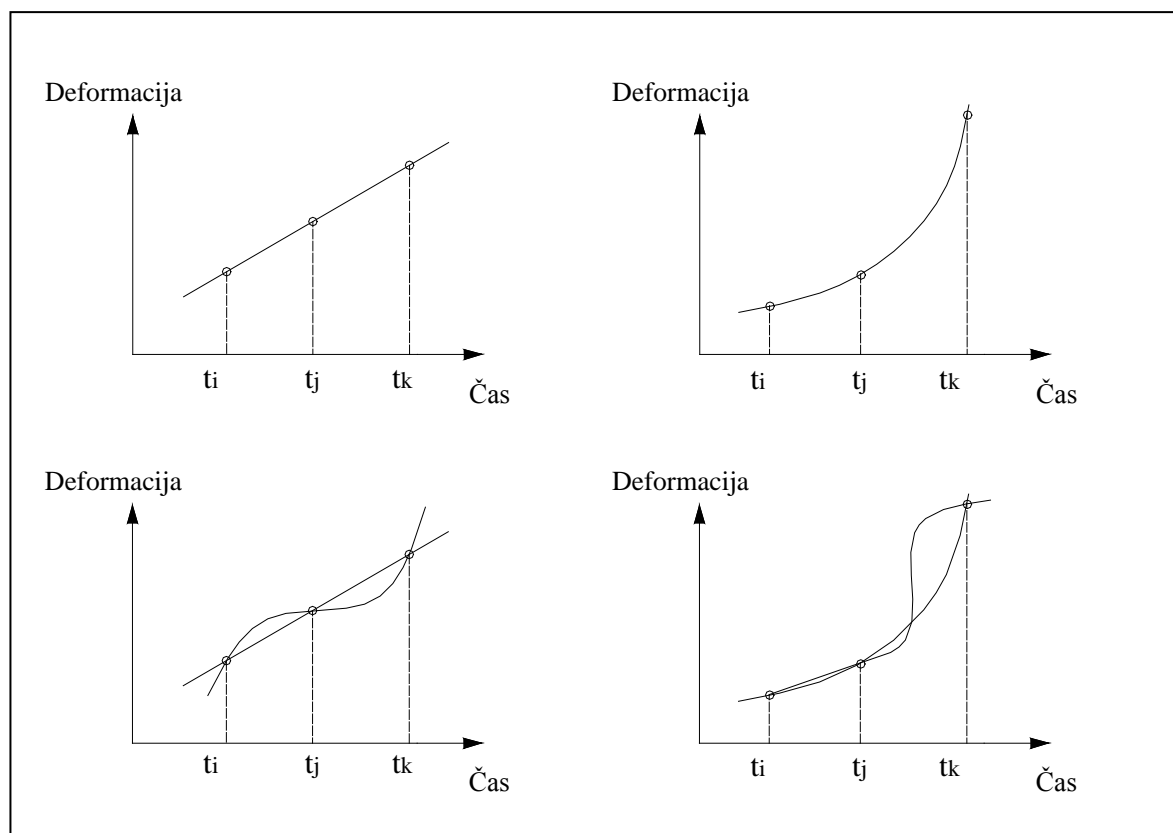 Deformacija
ti tj tk
Čas
Deformacija
ti tj tk
Čas
Deformacija
ti tj tk
Čas
Deformacija
ti tj tk
Čas